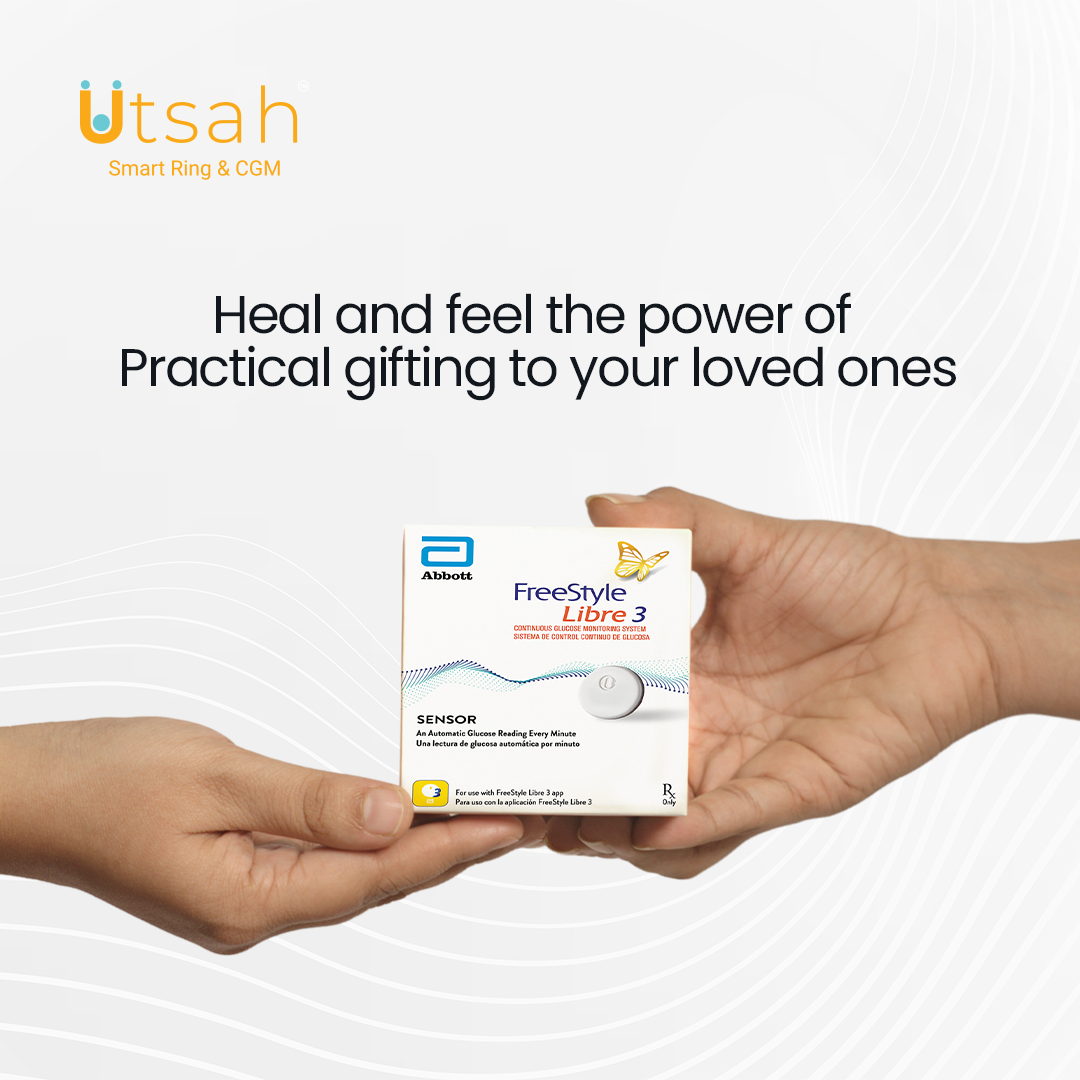 Utsah
Smart Ring & CGM
Heal and feel the power of
Practical gifting to your loved ones
Abbott
FreeStyle
Libre 3
CONTINUOUS GLUCOSE MONITORING SYSTEM
SISTEMA DE CONTROL CONTINUO DE GLUCOSA
SENSOR
An Automatic Glucose Reading Every Minute
Una lectura de glucosa automática por minuto
3
For use with FreeStyle Libre 3 app
Para uso con la aplicación FreeStyle Libre 3
Rx
Only